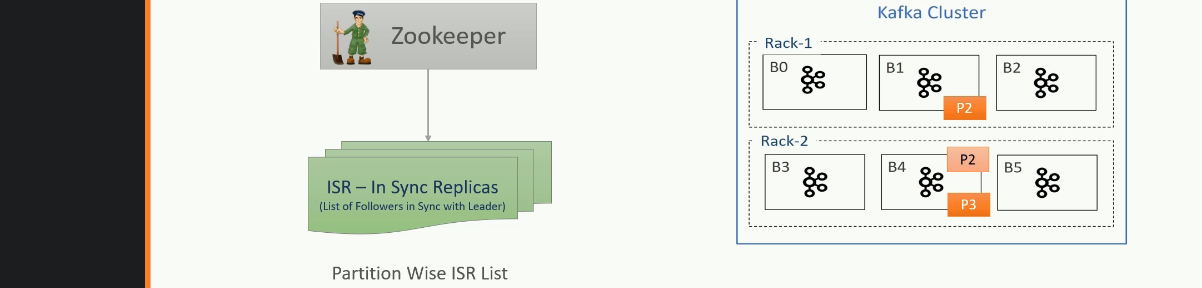 Zookeeper
ISR – In Sync Replicas
(List of Followers in Sync with Leader)
Partition Wise ISR List
Kafka Cluster
Rack-1
B0
B1
B2
P2
Rack-2
P2
B3
B4
B5
P3